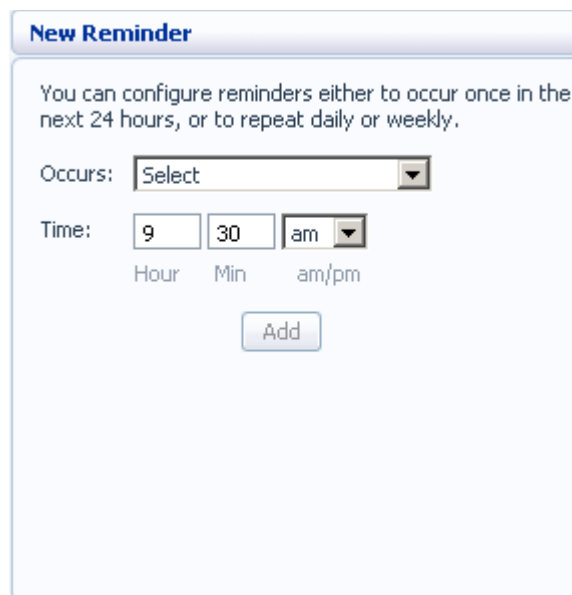 New Reminder
You can configure reminders either to occur once in the
next 24 hours, or to repeat daily or weekly.
Occurs: Select
Time: 9 30 am
Hour Min am/pm
Add